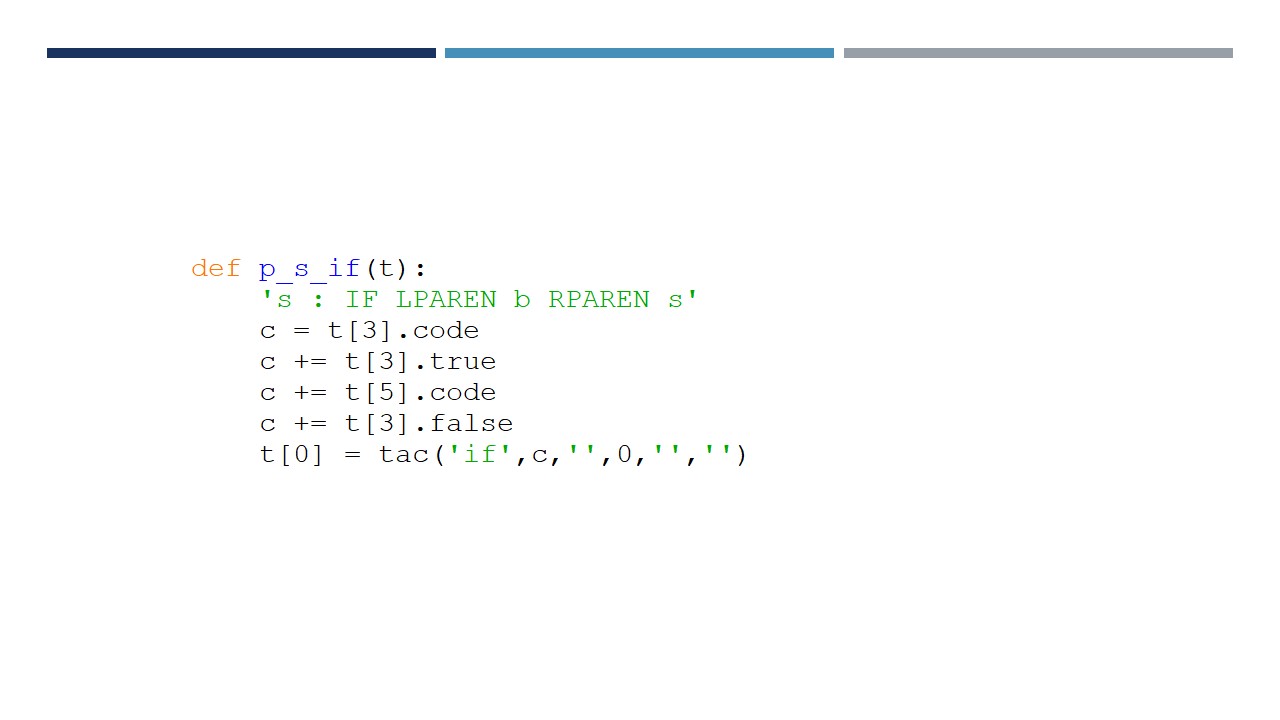 def p_s_if(t):
    's : IF LPAREN b RPAREN s'
    c = t[3].code
    c += t[3].true
    c += t[5].code
    c += t[3].false
    t[0] = tac('if',c,'',0,'','')